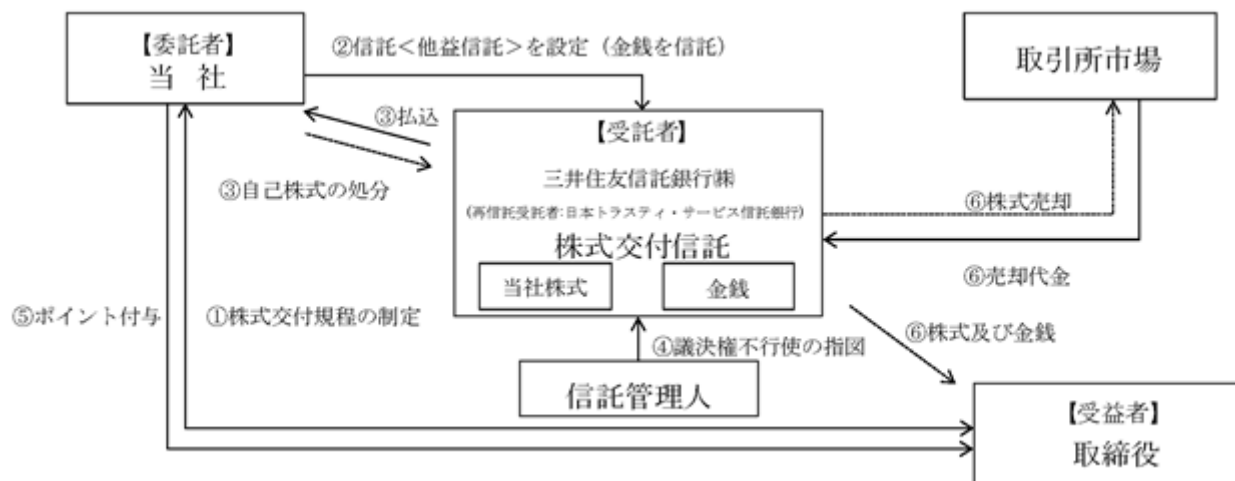 【委託者】
当 社
②信託<他益信託>を設定（金銭を信託）
取引所市場
③払込
③自己株式の処分
【受託者】
三井住友信託銀行㈱
(再信託受託者:日本トラスティ・サービス信託銀行)
株式交付信託
当社株式
金銭
⑥株式売却
⑥売却代金
⑤ポイント付与
①株式交付規程の制定
④議決権不行使の指図
⑥株式及び金銭
信託管理人
【受益者】
取締役